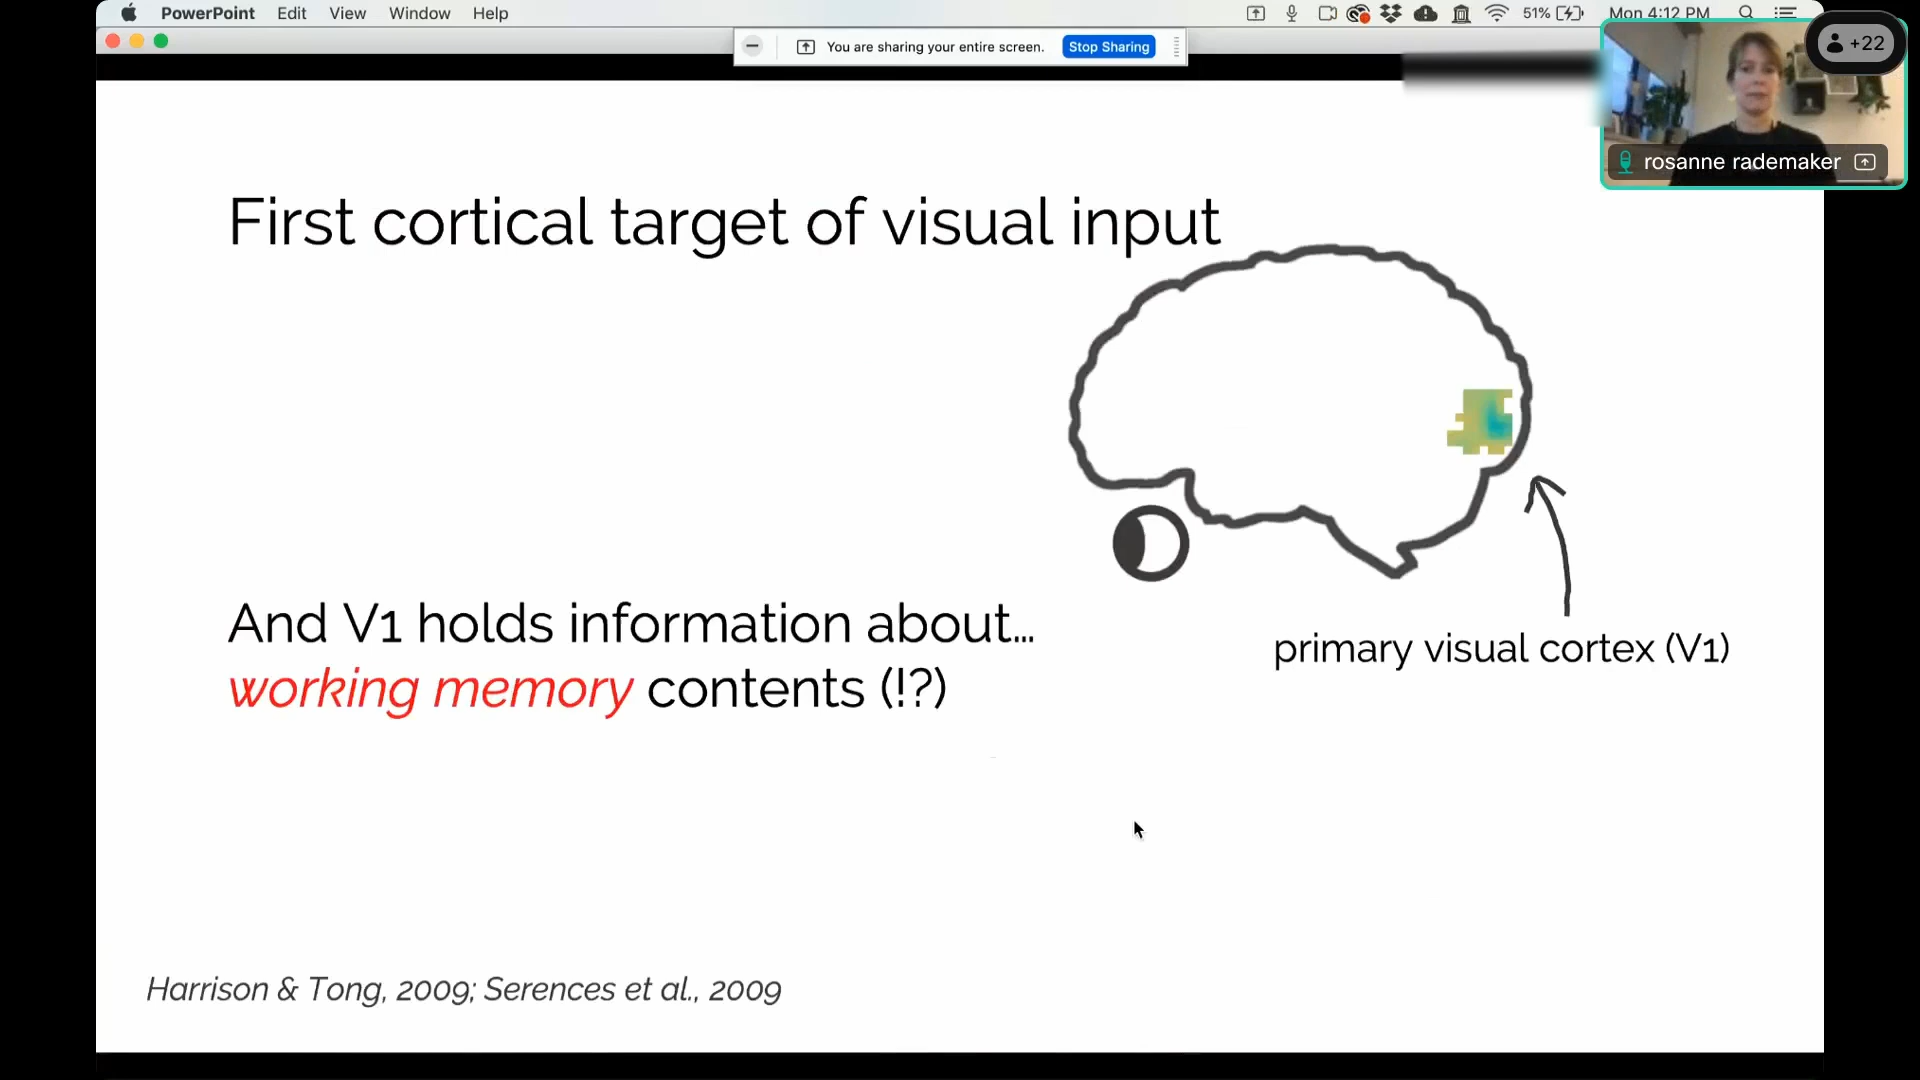 PowerPoint Edit View Window Help 51% Mon 4:12 PM
You are sharing your entire screen. Stop Sharing
+22
rosanne rademaker
First cortical target of visual input
And V1 holds information about...
working memory contents (!?)
primary visual cortex (V1)
Harrison & Tong, 2009; Serences et al., 2009